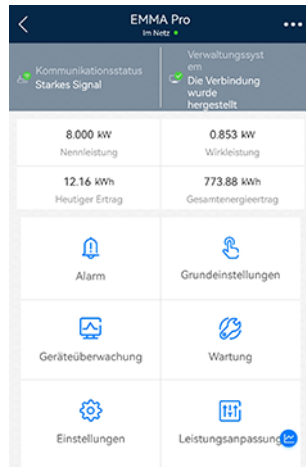 EMMA Pro
Im Netz
Kommunikationsstatus
Starkes Signal
Verwaltungssyst
em
Die Verbindung
wurde
hergestellt
8.000 kW
Nennleistung
0.853 kW
Wirkleistung
12.16 kWh
Heutiger Ertrag
773.88 kWh
Gesamtenergieertrag
Alarm
Grundeinstellungen
Geräteüberwachung
Wartung
Einstellungen
Leistungsanpassung